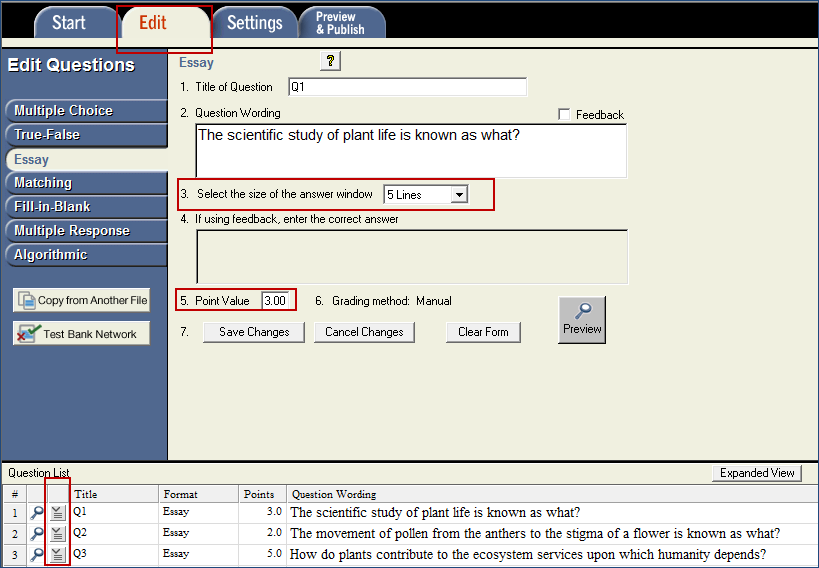 Start
Edit
Settings
Preview
& Publish
Edit Questions
Multiple Choice
True-False
Essay
Matching
Fill-in-Blank
Multiple Response
Algorithmic
Copy from Another File
Test Bank Network
Essay
?
1. Title of Question Q1
2. Question Wording Feedback
The scientific study of plant life is known as what?
3. Select the size of the answer window 5 Lines
4. If using feedback, enter the correct answer
5. Point Value 3.00 6. Grading method: Manual
7. Save Changes Cancel Changes Clear Form
Preview
Question List Expanded View
# Title Format Points Question Wording
1 Q1 Essay 3.0 The scientific study of plant life is known as what?
2 Q2 Essay 2.0 The movement of pollen from the anthers to the stigma of a flower is known as what?
3 Q3 Essay 5.0 How do plants contribute to the ecosystem services upon which humanity depends?